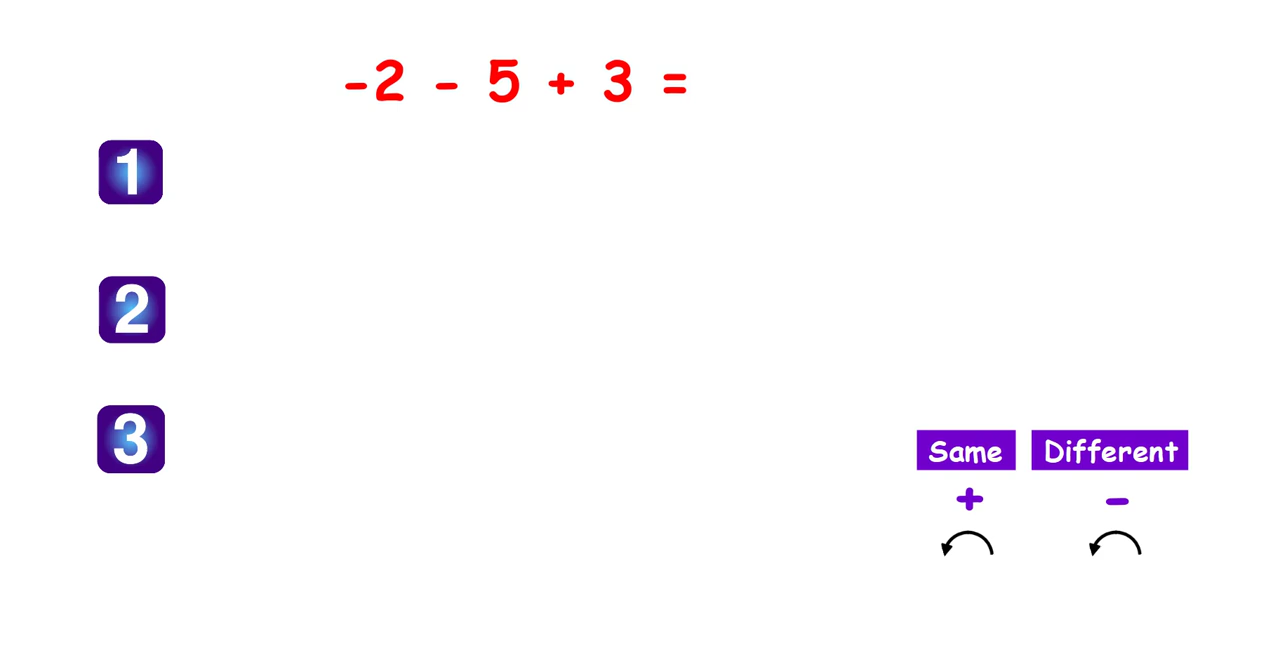 -2 - 5 + 3 =
1
2
3
Same Different
+ -